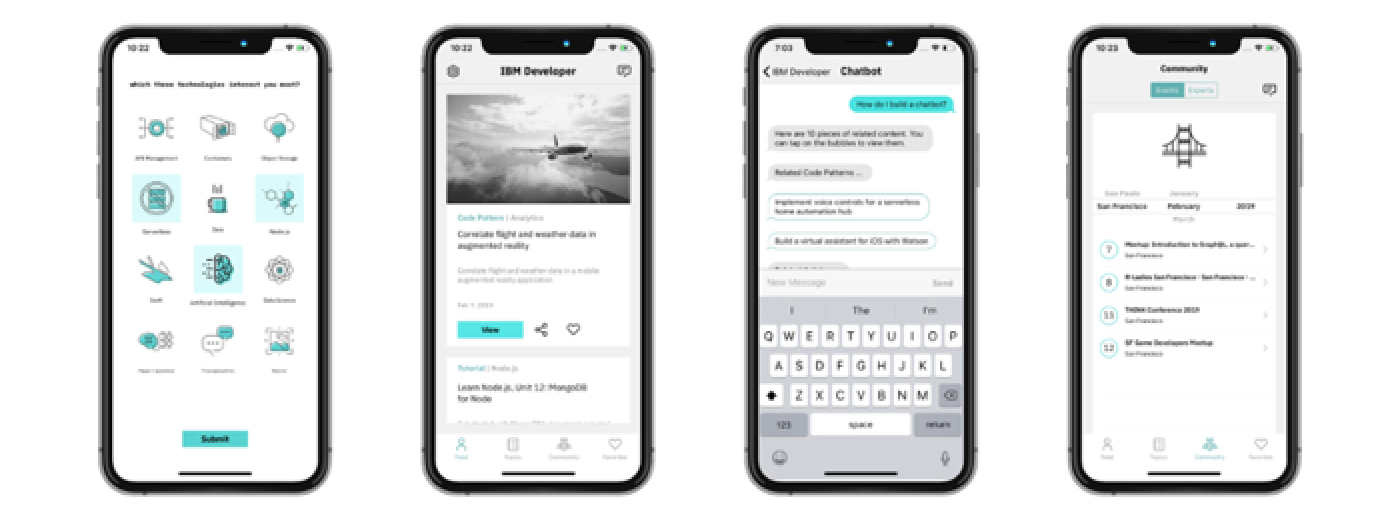 10:22
which these technologies interest you most?
API Management Containers Object Storage
Serverless Java Node.js
Swift Artificial Intelligence Data Science
Submit
10:22
IBM Developer
Code Pattern | Analytics
Correlate flight and weather data in
augmented reality
Correlate flight and weather data in a mobile
augmented reality application
Feb 7, 2019
View
Tutorial | Node.js
Learn Node.js, Unit 12: MongoDB
for Node
Feed Topics Community Favorites
7:03
IBM Developer Chatbot
How do I build a chatbot?
Here are 10 pieces of related content. You
can tap on the bubbles to view them.
Related Code Patterns ...
Implement voice controls for a serverless
home automation hub
Build a virtual assistant for iOS with Watson
New Message Send
I The I'm
Q W E R T Y U I O P
A S D F G H J K L
Z X C V B N M
123 space return
10:23
Community
Events Experts
Sao Paulo January
San Francisco February 2019
March
7 Meetup: Introduction to GraphQL, a quer...
San Francisco
8 R-Ladies San Francisco - San Francisco - ...
San Francisco
THINK Conference 2019
San Francisco
12 SF Game Developers Meetup
San Francisco
Feed Topics Community Favorites